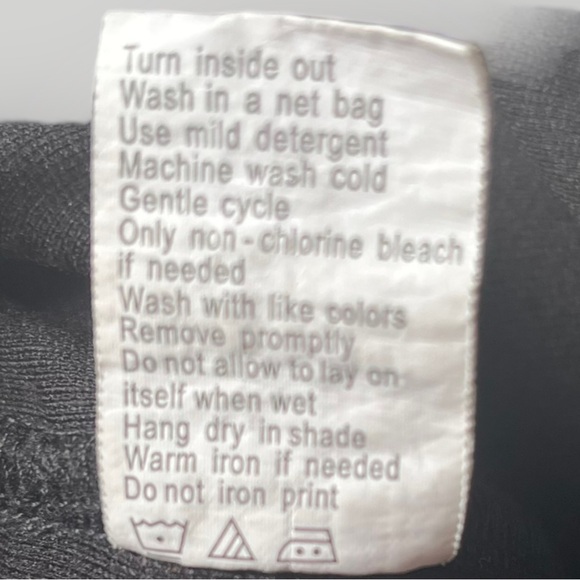 Turn inside out
Wash in a net bag
Use mild detergent
Machine wash cold
Gentle cycle
Only non-chlorine bleach
if needed
Wash with like colors
Remove promptly
Do not allow to lay on
itself when wet
Hang dry in shade
Warm iron if needed
Do not iron print